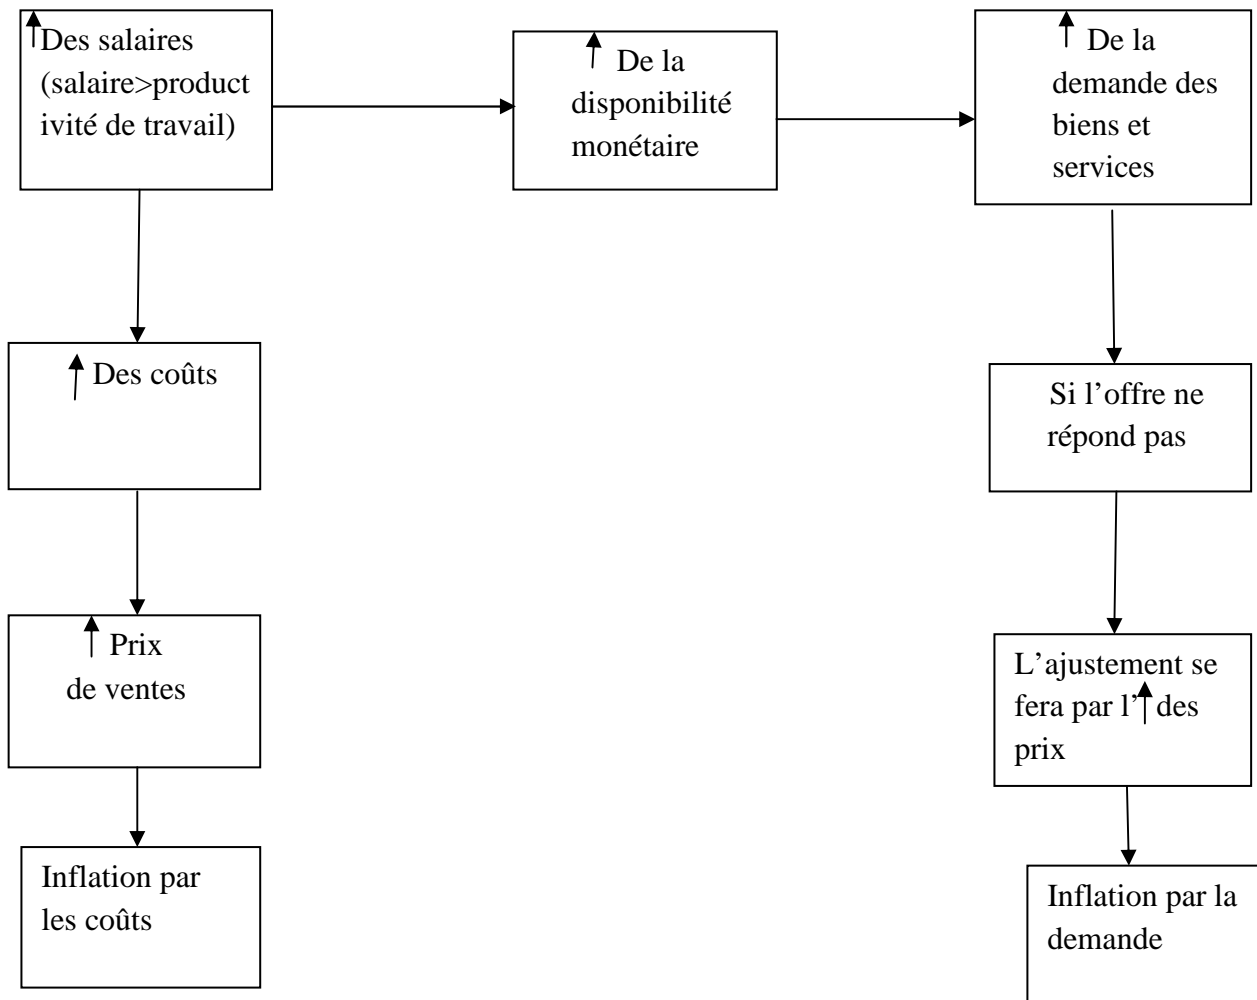 Des salaires
(salaire>product
ivité de travail)
De la
disponibilité
monétaire
De la
demande des
biens et
services
Des coûts
Si l’offre ne
répond pas
Prix
de ventes
L’ajustement se
fera par l’ des
prix
Inflation par
les coûts
Inflation par la
demande